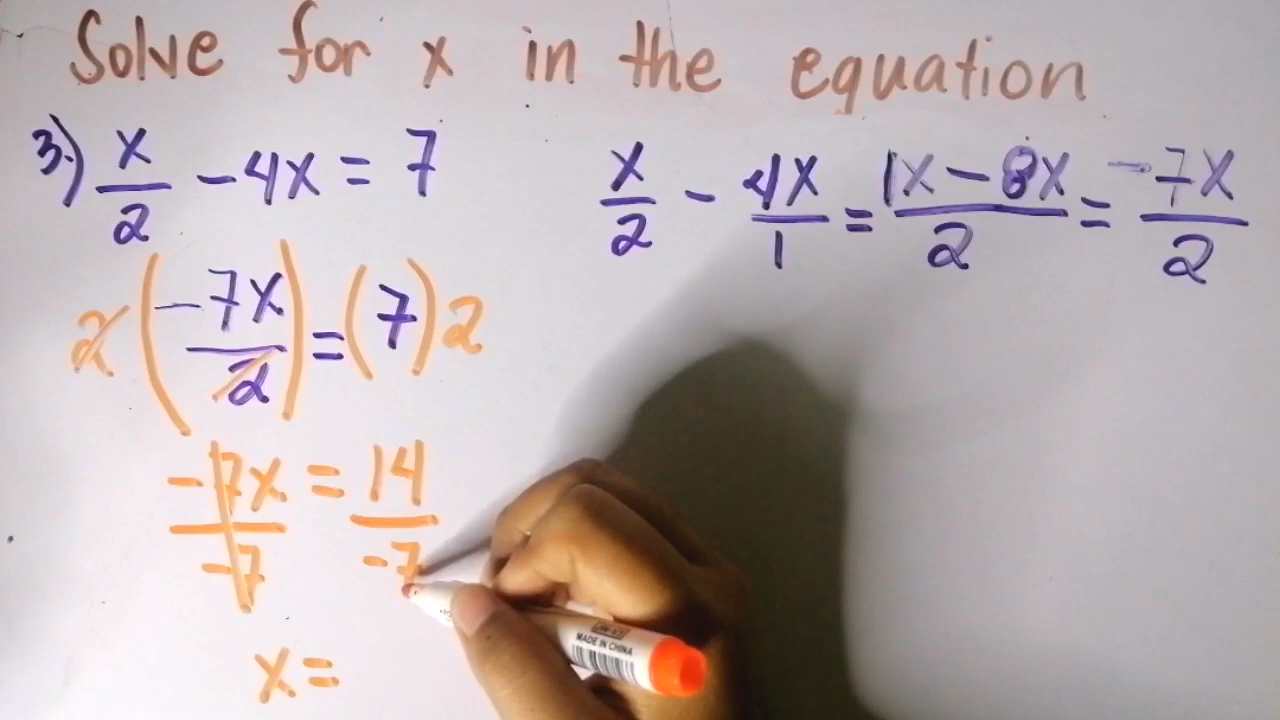 Solve for x in the equation
3.) x/2 - 4x = 7
x/2 - 4x/1 = 1x - 8x/2 = -7x/2
2(-7x/2) = (7)2
-7x/-7 = 14/-7
x =
MADE IN CHINA